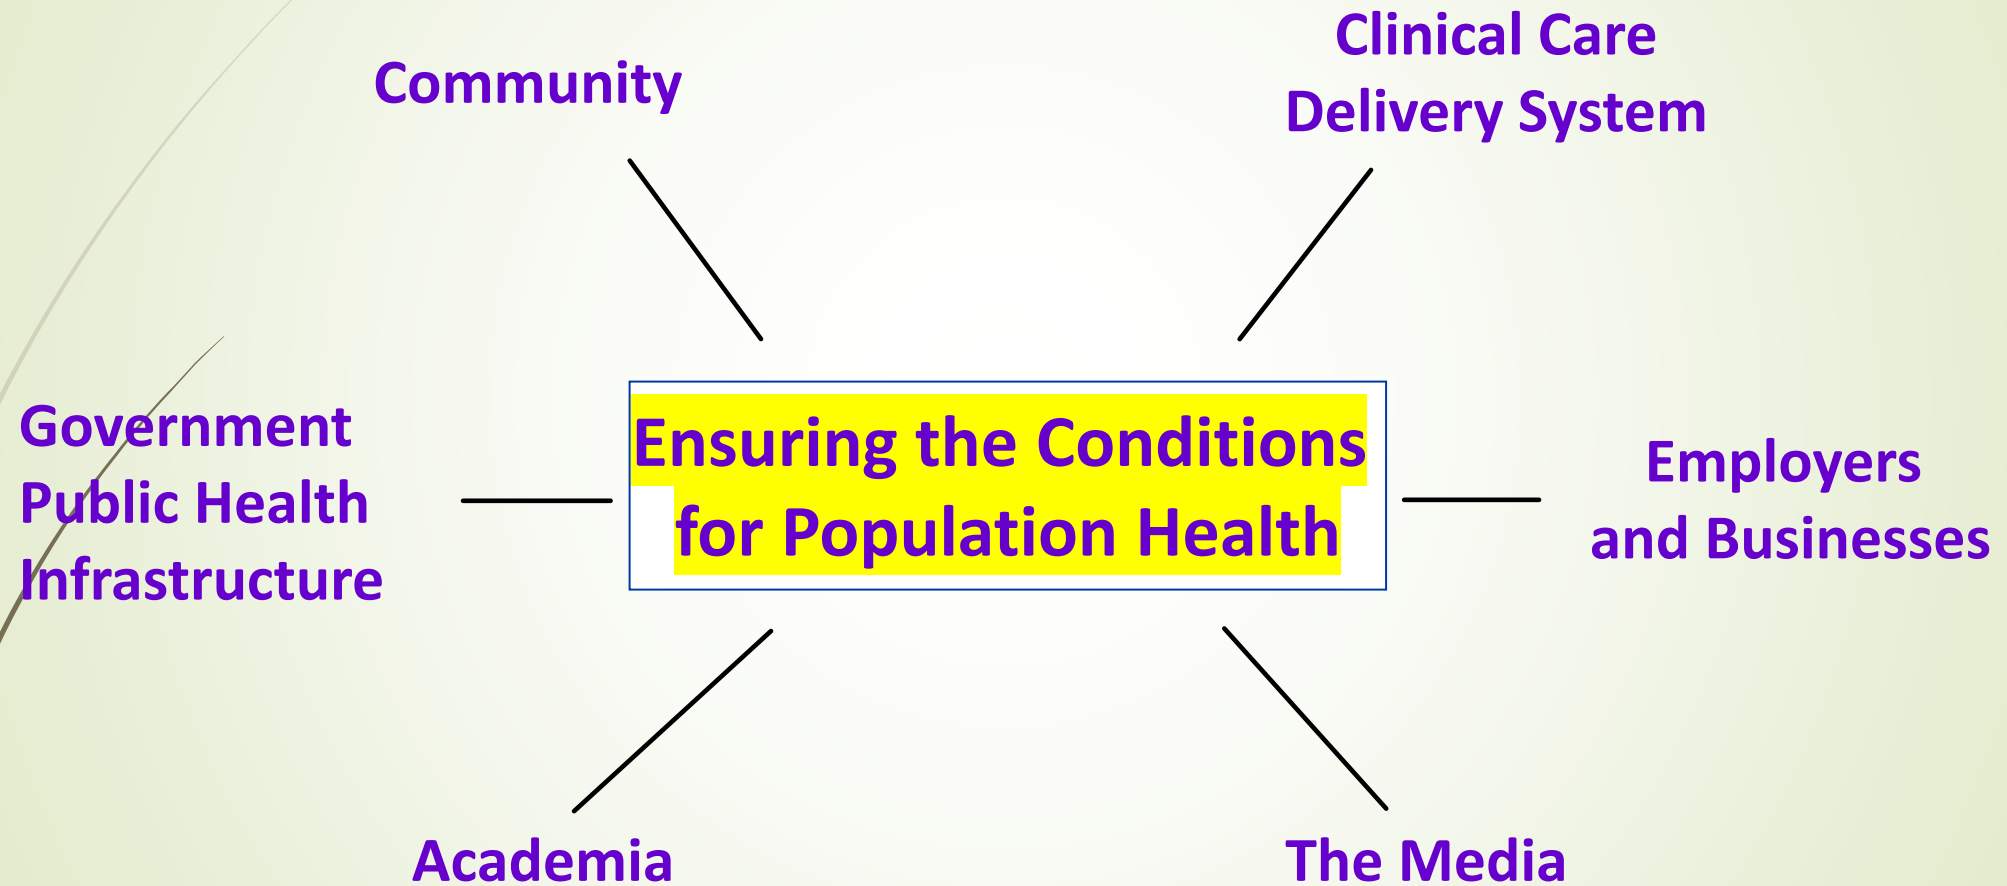 Community
Clinical Care
Delivery System
Government
Public Health
Infrastructure
Ensuring the Conditions
for Population Health
Employers
and Businesses
Academia
The Media